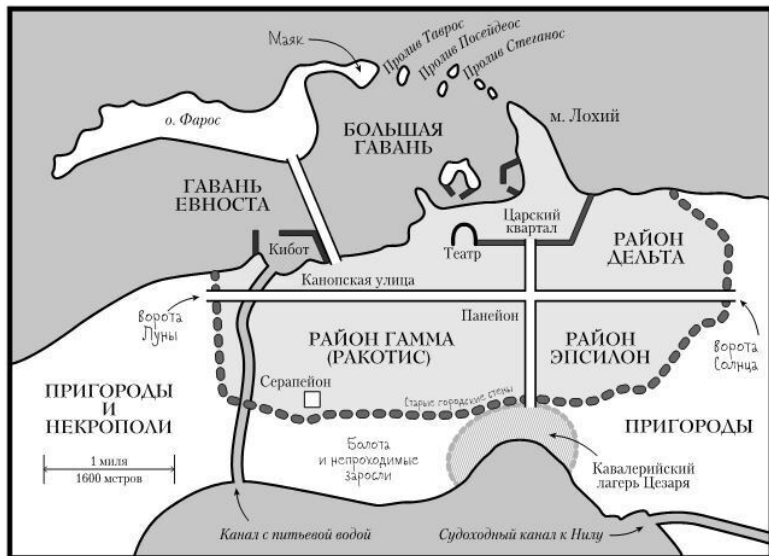 Маяк
Пролив Таврос
Пролив Посейдеос
Пролив Стеганос
о. Фарос
м. Лохий
БОЛЬШАЯ
ГАВАНЬ
ГАВАНЬ
ЕВНОСТА
Царский
квартал
РАЙОН
ДЕЛЬТА
Кибот
Театр
Канопская улица
ворота
Луны
Панейон
РАЙОН ГАММА
(РАКОТИС)
РАЙОН
ЭПСИЛОН
ворота
Солнца
Серапейон
Старые городские стены
ПРИГОРОДЫ
И
НЕКРОПОЛИ
ПРИГОРОДЫ
Болота
и непроходимые
заросли
1 миля
1600 метров
Кавалерийский
лагерь Цезаря
Канал с питьевой водой
Судоходный канал к Нилу